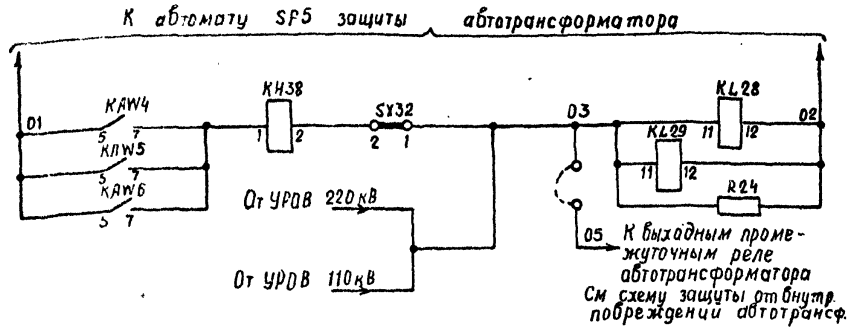 К автомату SF5 защиты автотрансформатора
01
KAW4
5 7
KAW5
5 7
KAW6
5 7
KH38
1 2
SX32
2 1
03
KL28
11 12
02
KL29
11 12
R24
От УРОВ 220 кВ
От УРОВ 110 кВ
05
К выходным проме-
жуточным реле
автотрансформатора
См схему защиты от внутр.
повреждений автотрансф.